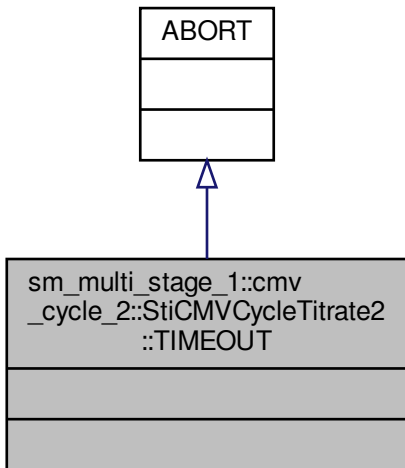 ABORT
sm_multi_stage_1::cmv
_cycle_2::StiCMVCycleTitrate2
::TIMEOUT